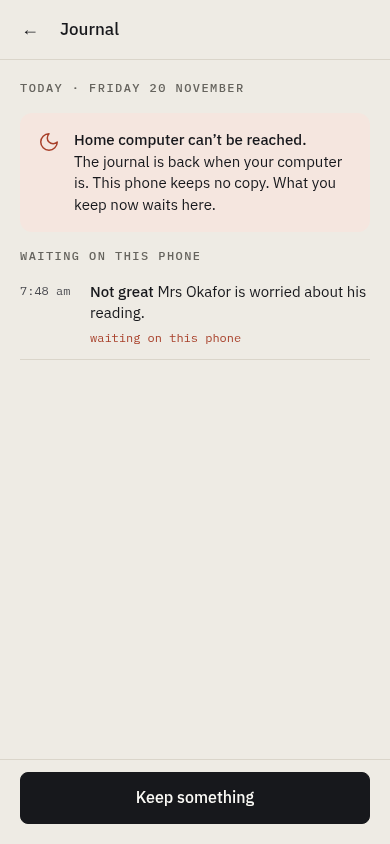 ← Journal
TODAY · FRIDAY 20 NOVEMBER
Home computer can’t be reached.
The journal is back when your computer
is. This phone keeps no copy. What you
keep now waits here.
WAITING ON THIS PHONE
7:48 am Not great Mrs Okafor is worried about his
reading.
waiting on this phone
Keep something